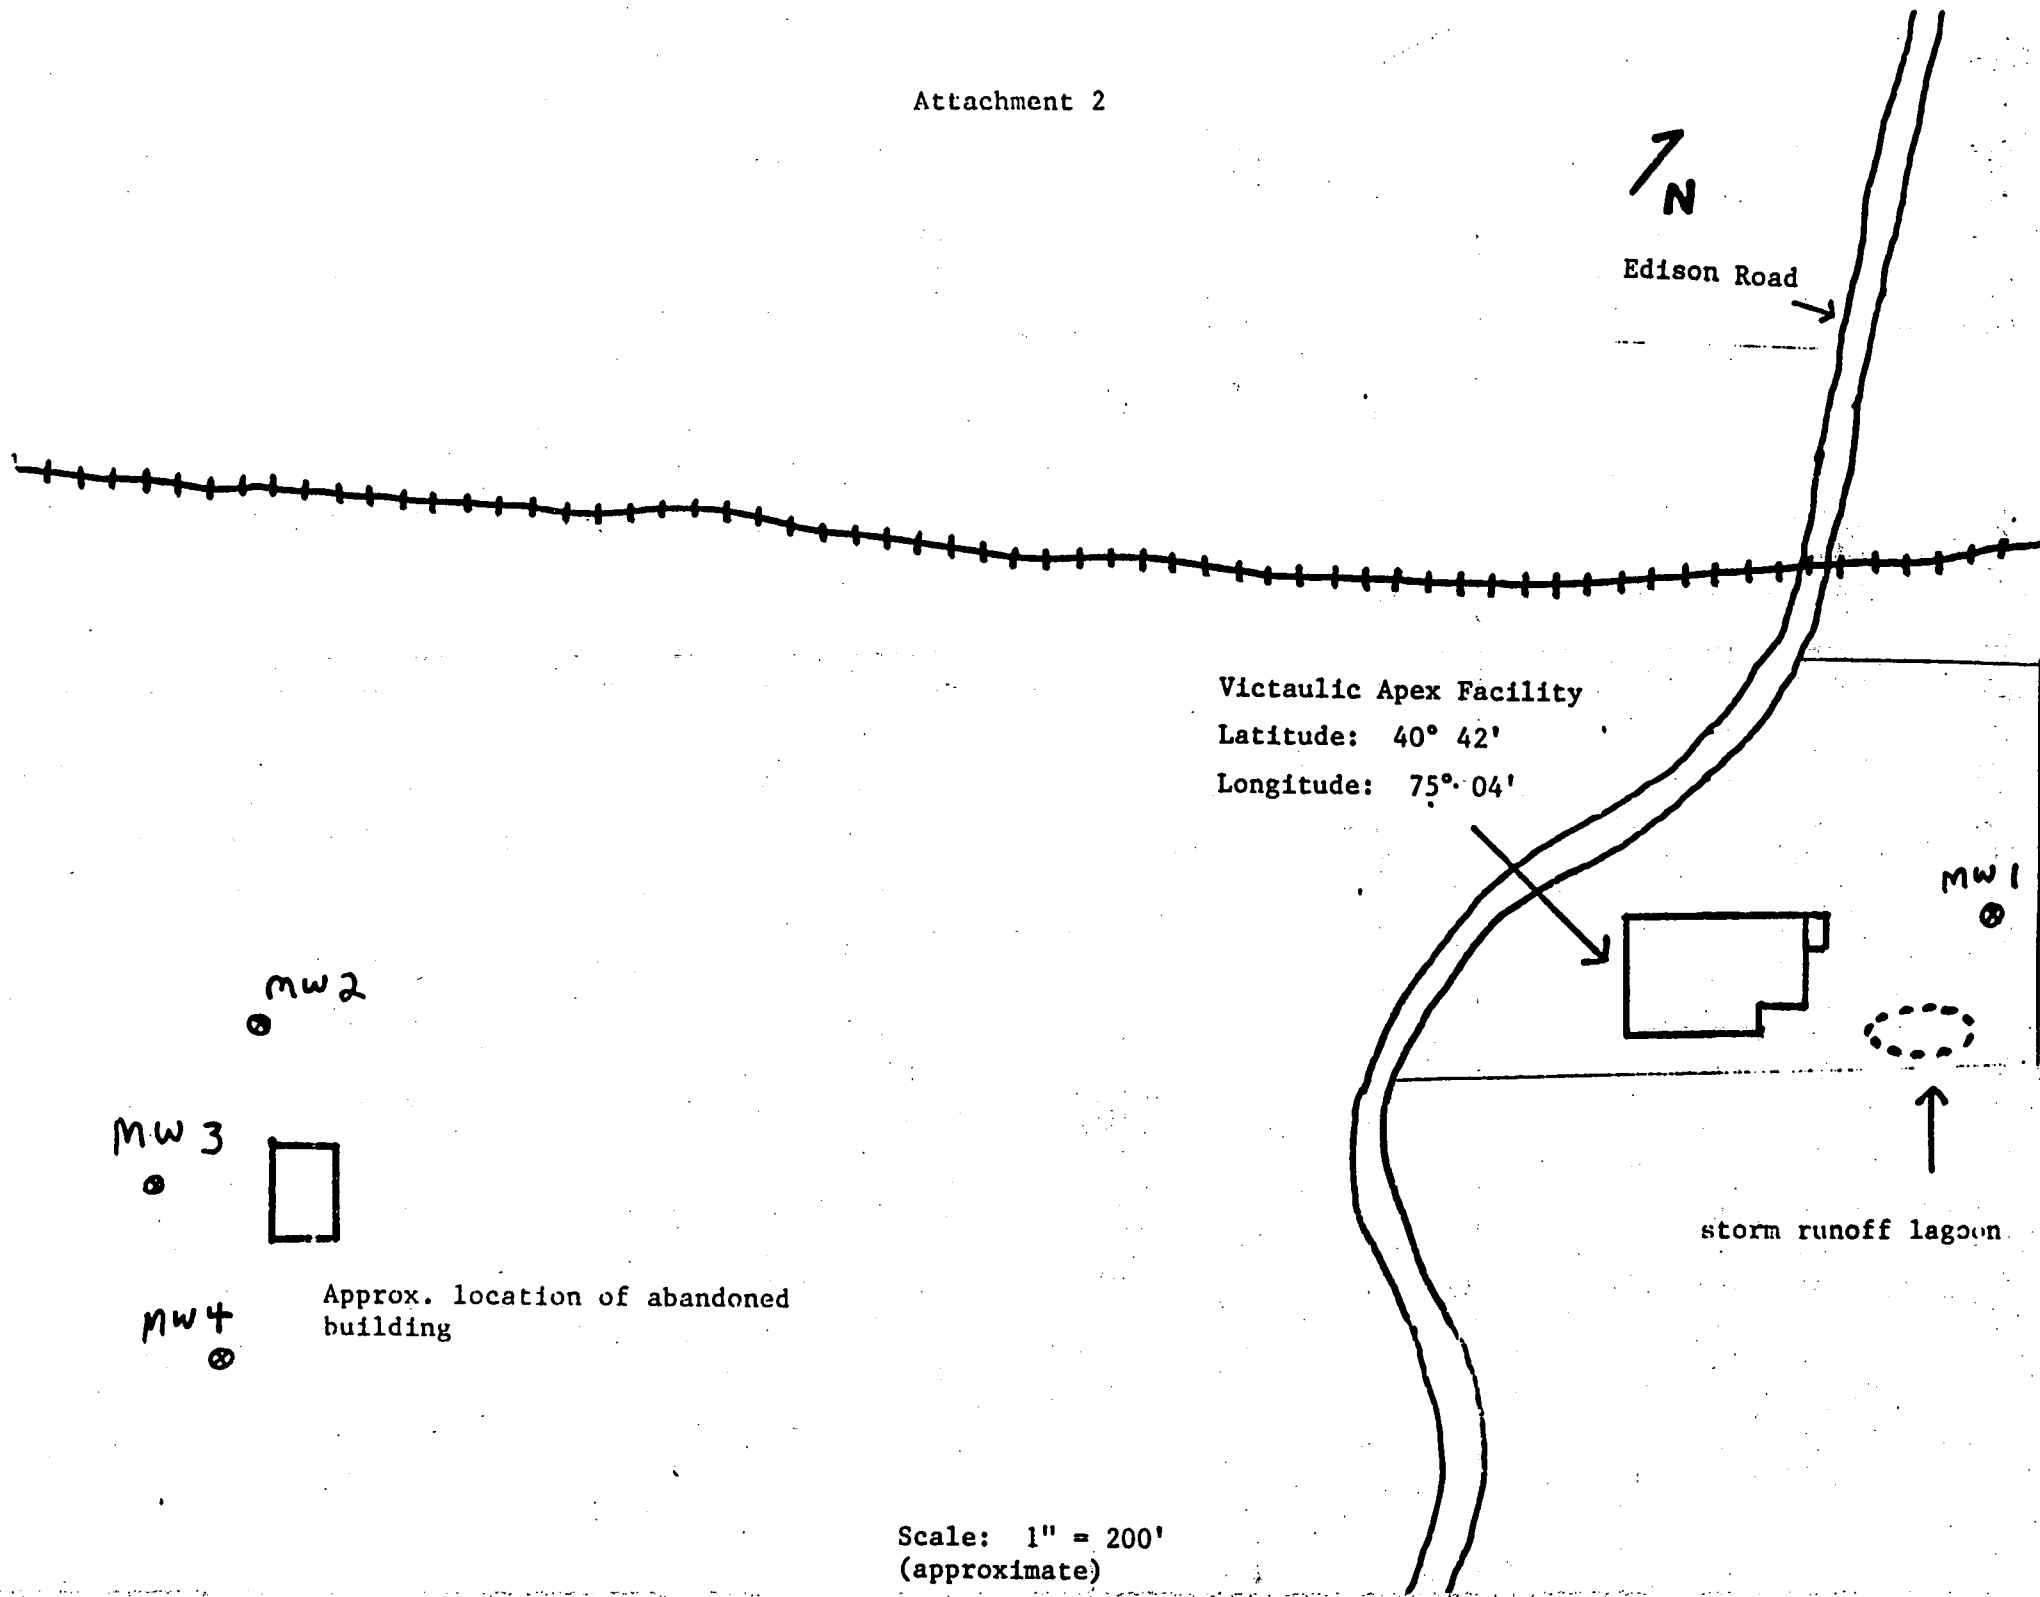 Attachment 2
N
Edison Road
Victaulic Apex Facility
Latitude: 40° 42'
Longitude: 75° 04'
MW 1
MW 2
MW 3
storm runoff lagoon
Approx. location of abandoned
building
MW 4
Scale: 1" = 200'
(approximate)